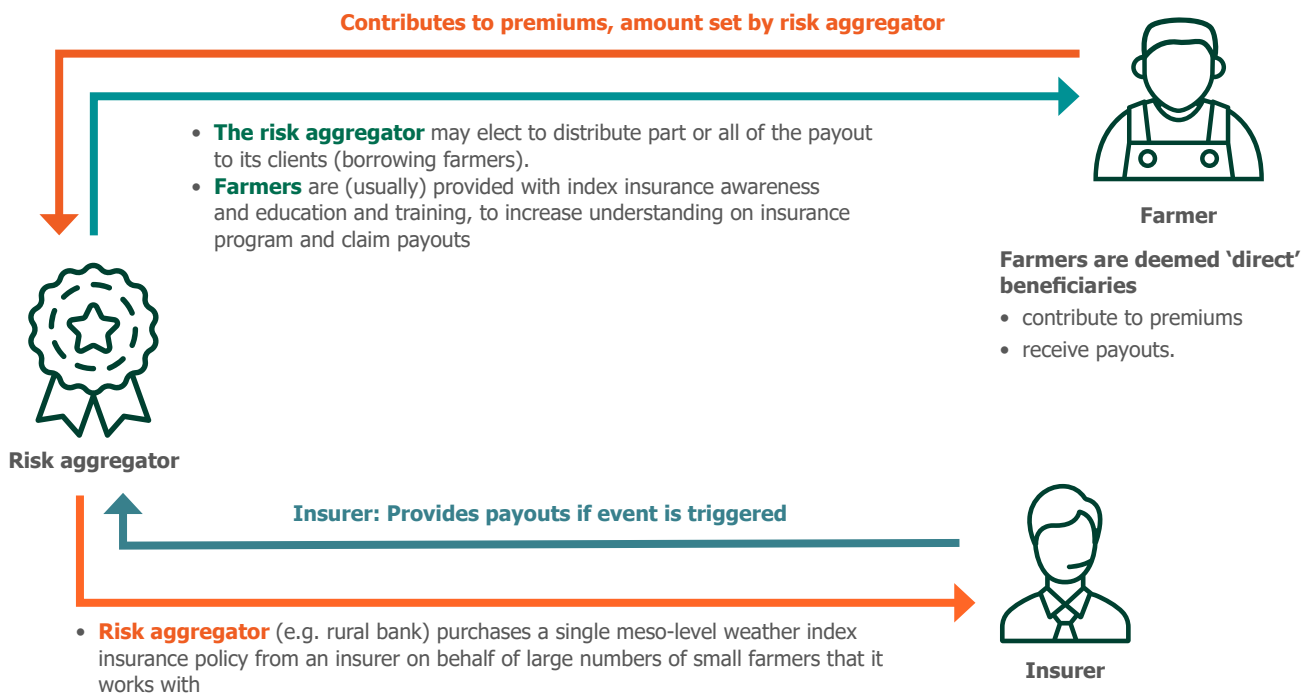 Contributes to premiums, amount set by risk aggregator
• The risk aggregator may elect to distribute part or all of the payout
to its clients (borrowing farmers).
• Farmers are (usually) provided with index insurance awareness
and education and training, to increase understanding on insurance
program and claim payouts
Farmer
Farmers are deemed ‘direct’
beneficiaries
• contribute to premiums
• receive payouts.
Risk aggregator
Insurer: Provides payouts if event is triggered
• Risk aggregator (e.g. rural bank) purchases a single meso-level weather index
insurance policy from an insurer on behalf of large numbers of small farmers that it
works with
Insurer